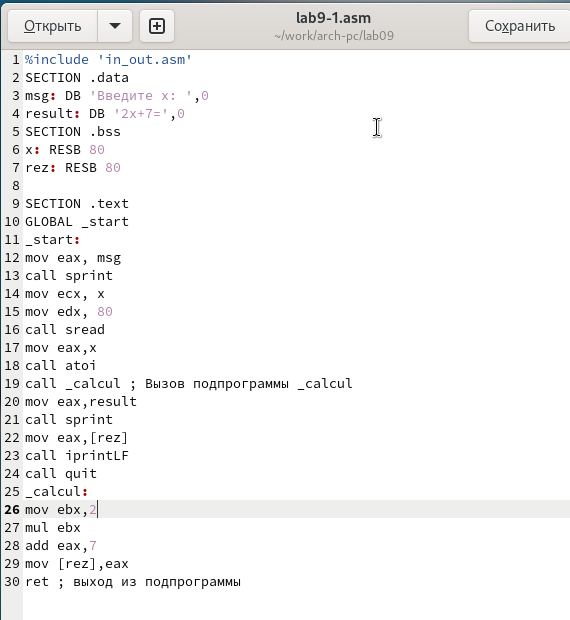 Открыть
lab9-1.asm
~/work/arch-pc/lab09
Сохранить
1 %include 'in_out.asm'
2 SECTION .data
3 msg: DB 'Введите x: ',0
4 result: DB '2x+7=',0
5 SECTION .bss
6 x: RESB 80
7 rez: RESB 80
8
9 SECTION .text
10 GLOBAL _start
11 _start:
12 mov eax, msg
13 call sprint
14 mov ecx, x
15 mov edx, 80
16 call sread
17 mov eax,x
18 call atoi
19 call _calcul ; Вызов подпрограммы _calcul
20 mov eax,result
21 call sprint
22 mov eax,[rez]
23 call iprintLF
24 call quit
25 _calcul:
26 mov ebx,2
27 mul ebx
28 add eax,7
29 mov [rez],eax
30 ret ; выход из подпрограммы